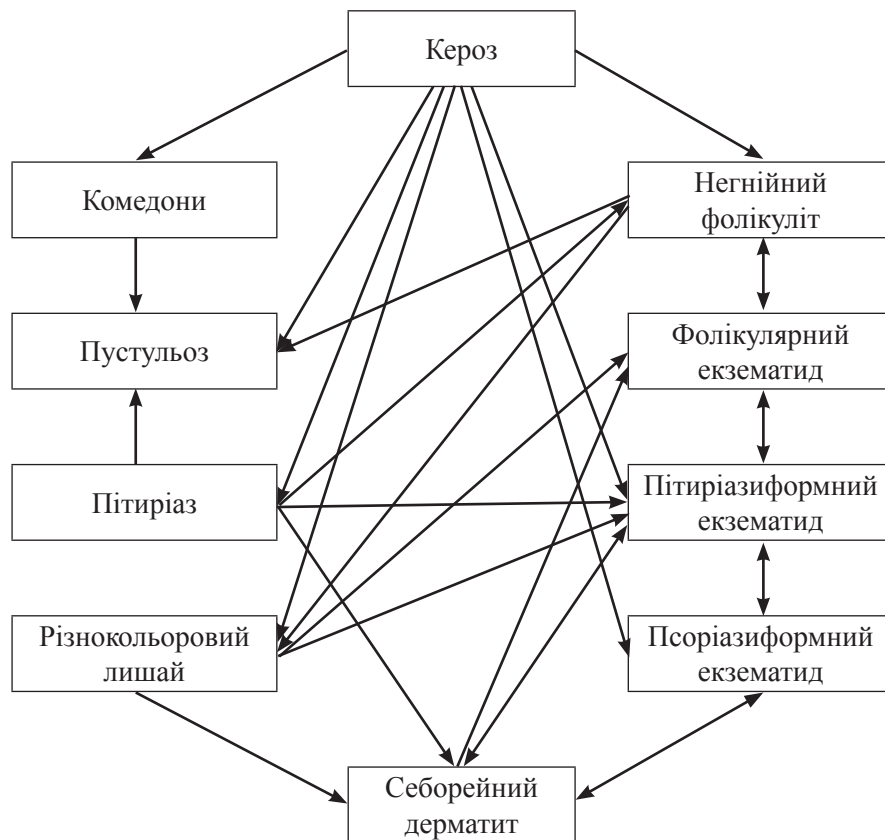 Кероз
Комедони
Негнійний
фолікуліт
Пустульоз
Фолікулярний
екзематид
Пітиріаз
Пітиріазиформний
екзематид
Різнокольоровий
лишай
Псоріазиформний
екзематид
Себорейний
дерматит